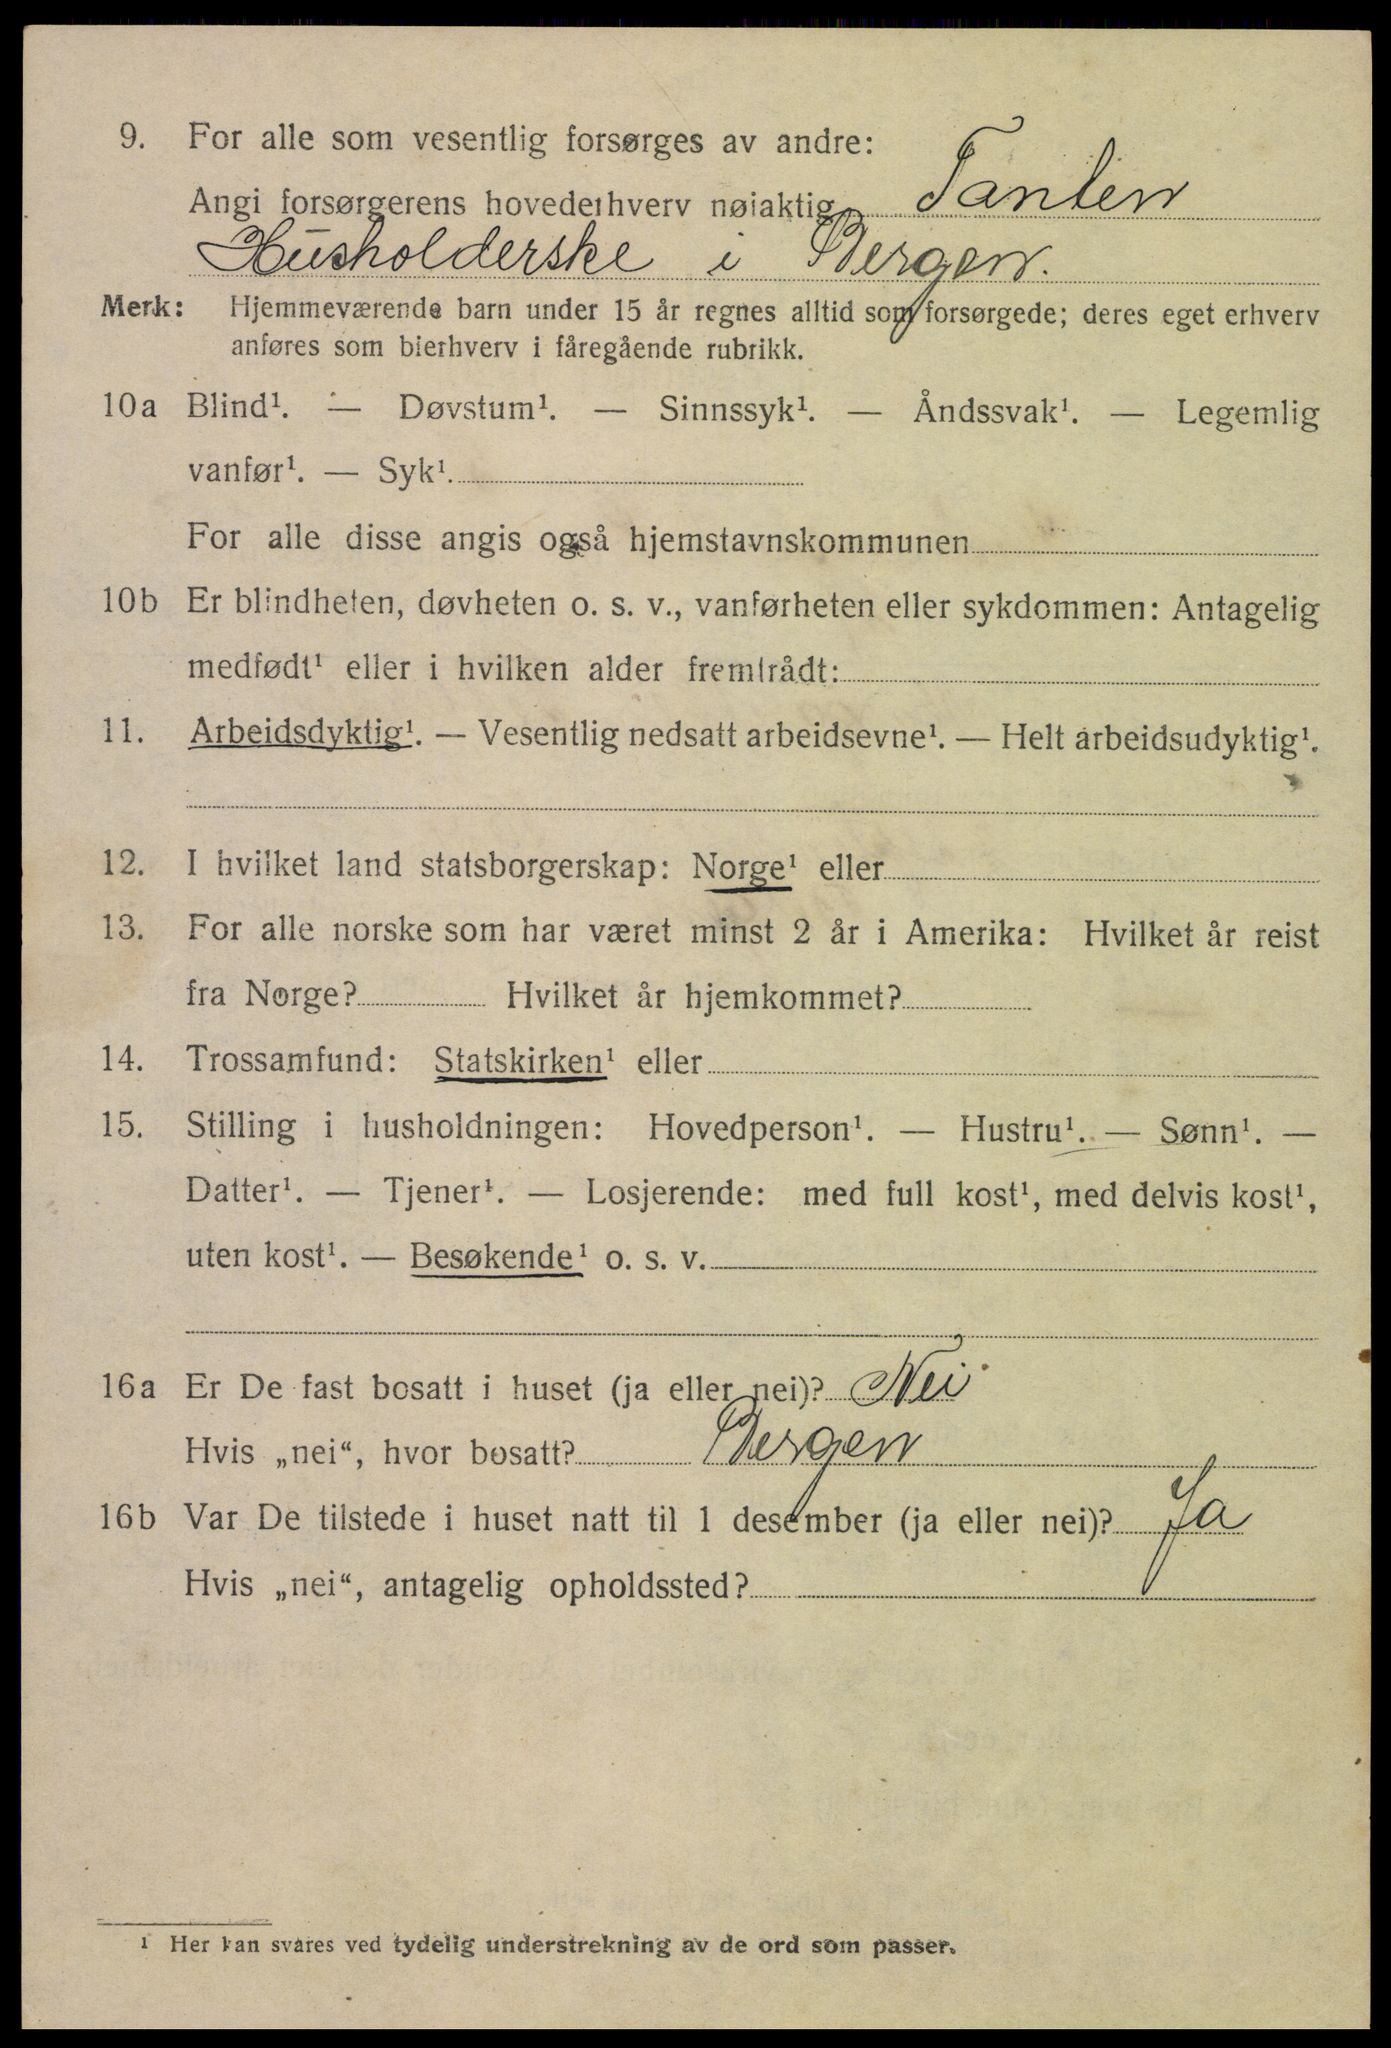 9. For alle som vesentlig forsørges av andre:
Angi forsørgerens hovederhverv nøiaktig Tanten
Husholderske i Bergen.
Merk: Hjemmeværende barn under 15 år regnes alltid som forsørgede; deres eget erhverv
anføres som bierhverv i fåregående rubrikk.
10a Blind¹. — Døvstum¹. — Sinnssyk¹. — Åndssvak¹. — Legemlig
vanfør¹. — Syk¹.
For alle disse angis også hjemstavnskommunen
10b Er blindheten, døvheten o. s. v., vanførheten eller sykdommen: Antagelig
medfødt¹ eller i hvilken alder fremtrådt:
11. Arbeidsdyktig¹. — Vesentlig nedsatt arbeidsevne¹. — Helt arbeidsudyktig¹.
12. I hvilket land statsborgerskap: Norge¹ eller
13. For alle norske som har været minst 2 år i Amerika: Hvilket år reist
fra Norge? Hvilket år hjemkommet?
14. Trossamfund: Statskirken¹ eller
15. Stilling i husholdningen: Hovedperson¹. — Hustru¹. — Sønn¹. —
Datter¹. — Tjener¹. — Losjerende: med full kost¹, med delvis kost¹,
uten kost¹. — Besøkende¹ o. s. v.
16a Er De fast bosatt i huset (ja eller nei)? Nei
Hvis „nei“, hvor bosatt? Bergen
16b Var De tilstede i huset natt til 1 desember (ja eller nei)? Ja
Hvis „nei“, antagelig opholdssted?
¹ Her kan svares ved tydelig understrekning av de ord som passer.